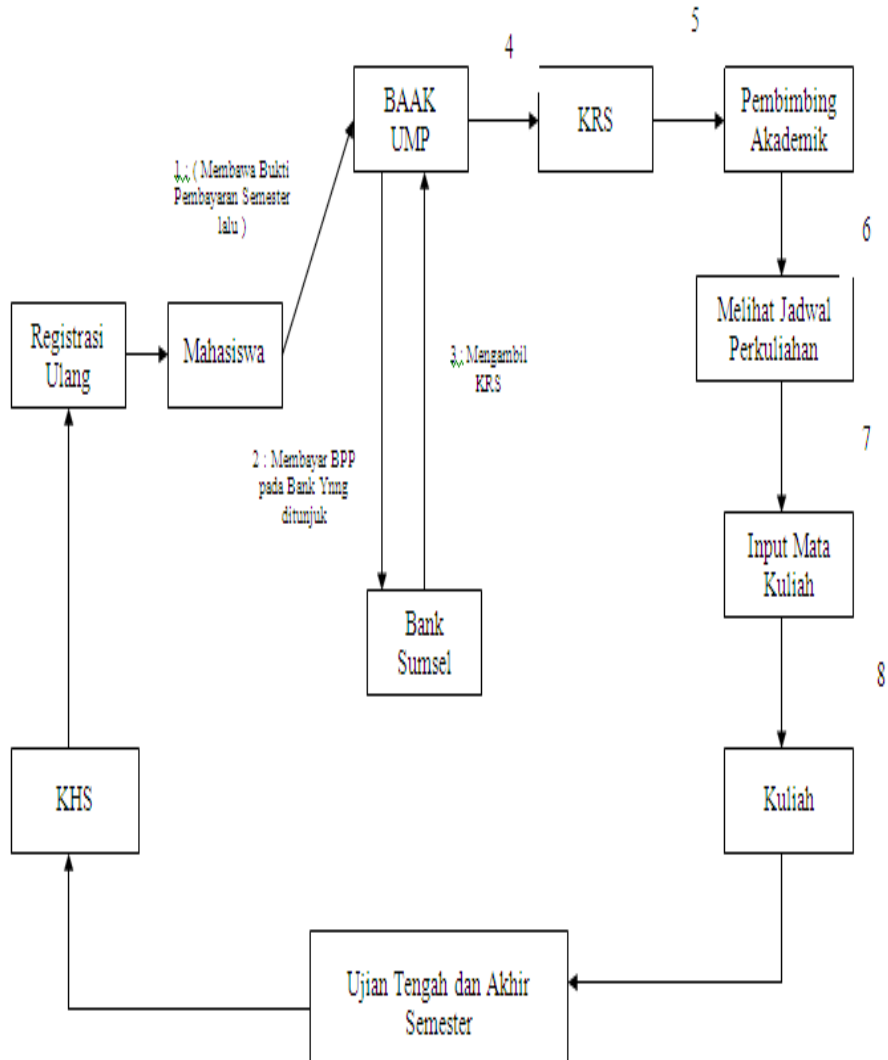 5
4
BAAK
UMP
KRS
Pembimbing
Akademik
1 : ( Membawa Bukti
Pembayaran Semester
lalu )
6
Registrasi
Ulang
Mahasiswa
3 : Mengambil
KRS
Melihat Jadwal
Perkuliahan
7
2 : Membayar BPP
pada Bank Ynng
ditunjuk
Input Mata
Kuliah
Bank
Sumsel
8
KHS
Kuliah
Ujian Tengah dan Akhir
Semester